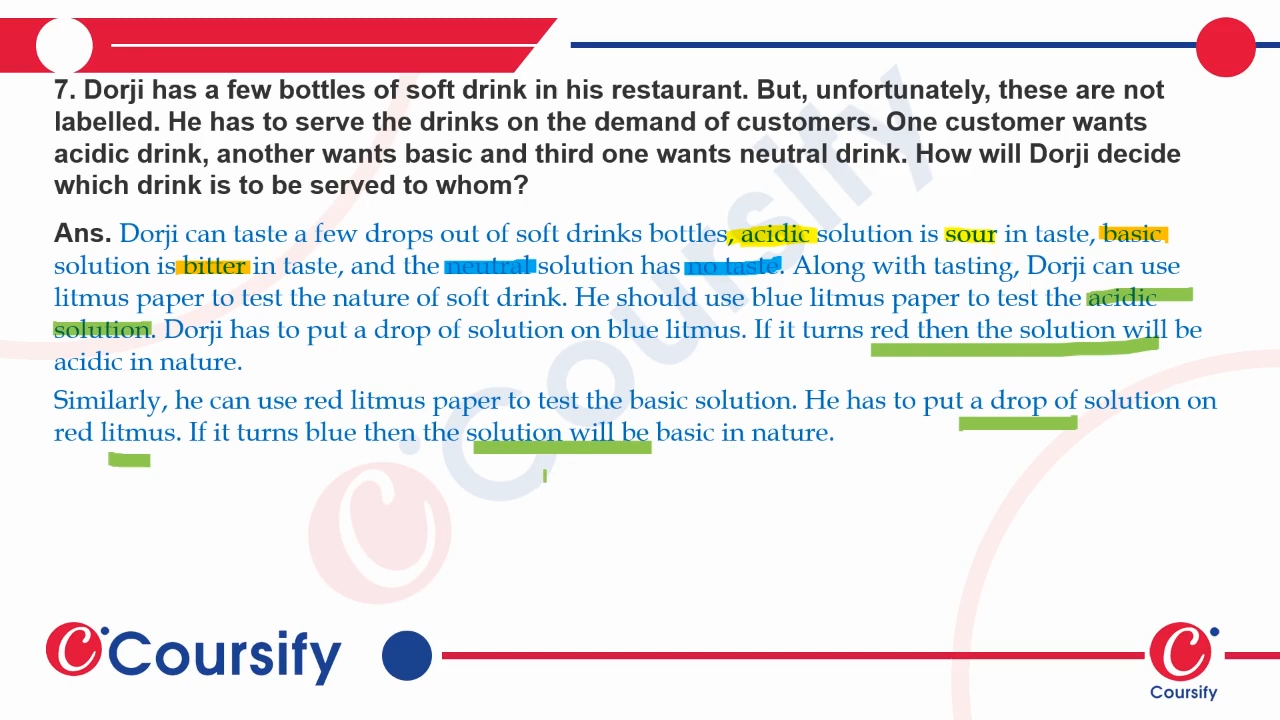 7. Dorji has a few bottles of soft drink in his restaurant. But, unfortunately, these are not
labelled. He has to serve the drinks on the demand of customers. One customer wants
acidic drink, another wants basic and third one wants neutral drink. How will Dorji decide
which drink is to be served to whom?
Ans. Dorji can taste a few drops out of soft drinks bottles, acidic solution is sour in taste, basic
solution is bitter in taste, and the neutral solution has no taste. Along with tasting, Dorji can use
litmus paper to test the nature of soft drink. He should use blue litmus paper to test the acidic
solution. Dorji has to put a drop of solution on blue litmus. If it turns red then the solution will be
acidic in nature.
Similarly, he can use red litmus paper to test the basic solution. He has to put a drop of solution on
red litmus. If it turns blue then the solution will be basic in nature.
Coursify
Coursify
Coursify